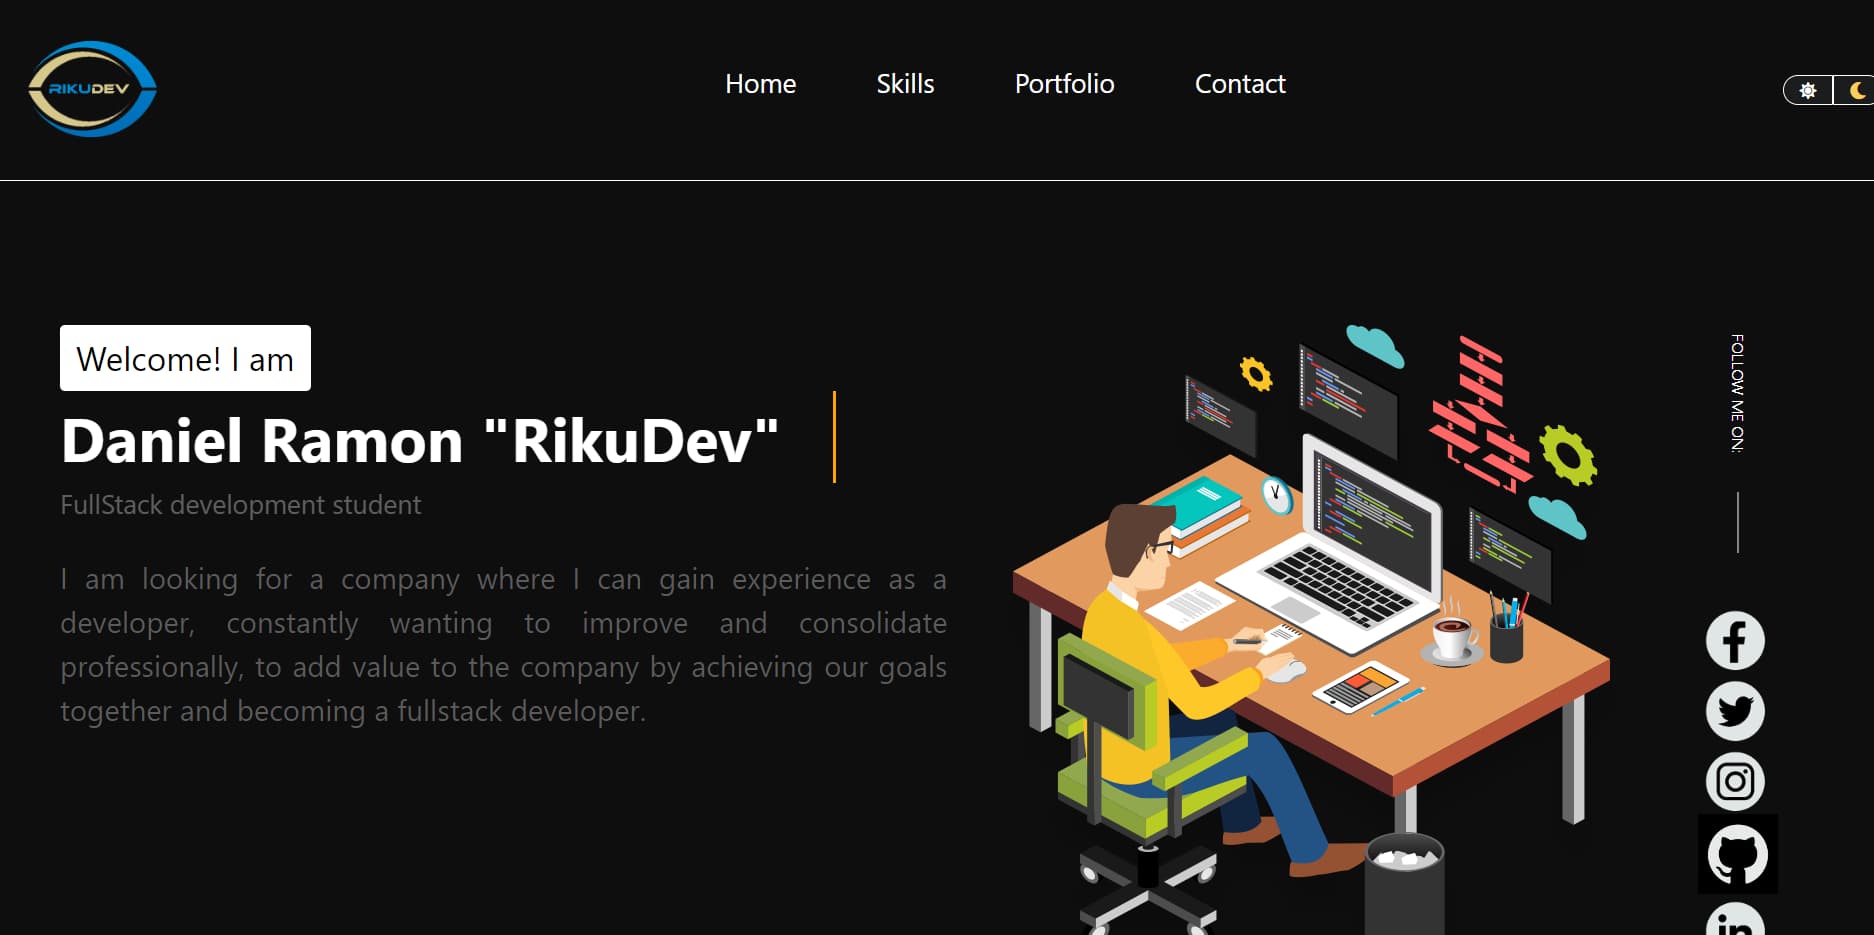 RIKUDEV
Home
Skills
Portfolio
Contact
Welcome! I am
Daniel Ramon "RikuDev"
FullStack development student
I am looking for a company where I can gain experience as a
developer, constantly wanting to improve and consolidate
professionally, to add value to the company by achieving our goals
together and becoming a fullstack developer.
FOLLOW ME ON:
in